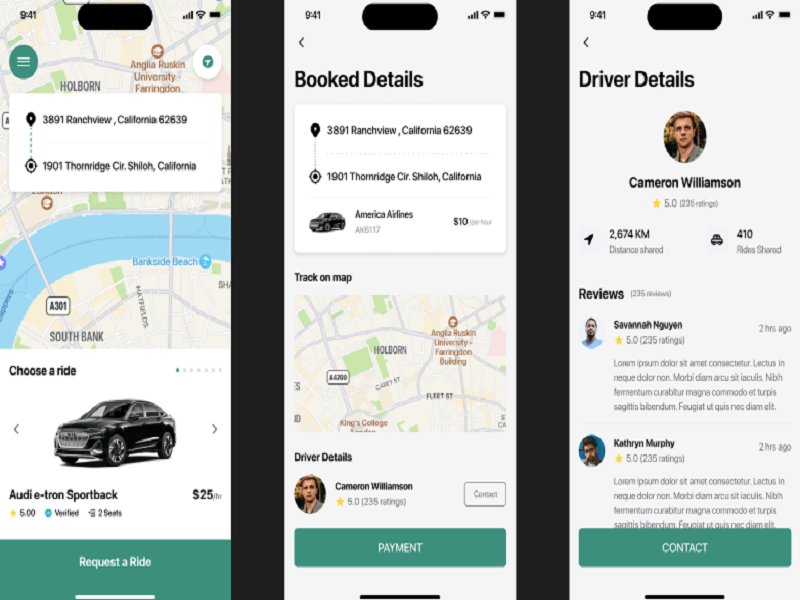 9:41
Anglia Ruskin
University -
Farringdon
HOLBORN
3891 Ranchview , California 62639
1901 Thornridge Cir. Shiloh, California
London
Bankside Beach
A301
HATFIELDS
SOUTH BANK
Choose a ride
Audi e-tron Sportback
$25/hr
5.00 Verified 2 Seats
Request a Ride
9:41
Booked Details
3891 Ranchview , California 62639
1901 Thornridge Cir. Shiloh, California
America Airlines
AK6117
$10/per hour
Track on map
Anglia Ruskin
University -
Farringdon
Building
HOLBORN
A4200
CAREY ST
FLEET ST
King's College
London
Driver Details
Cameron Williamson
5.0 (235 ratings)
Contact
PAYMENT
9:41
Driver Details
Cameron Williamson
5.0 (235 ratings)
2,674 KM
Distance shared
410
Rides Shared
Reviews (235 reviews)
Savannah Nguyen
2 hrs ago
5.0 (235 ratings)
Lorem ipsum dolor sit amet consectetur. Lectus in
neque dolor non. Morbi diam arcu sit iaculis. Nibh
fermentum curabitur magna commodo et pretium
sagittis bibendum. Feugiat ut quis nec diam elit.
Kathryn Murphy
2 hrs ago
5.0 (235 ratings)
Lorem ipsum dolor sit amet consectetur. Lectus in
neque dolor non. Morbi diam arcu sit iaculis. Nibh
fermentum curabitur magna commodo et pretium
sagittis bibendum. Feugiat ut quis nec diam elit.
CONTACT